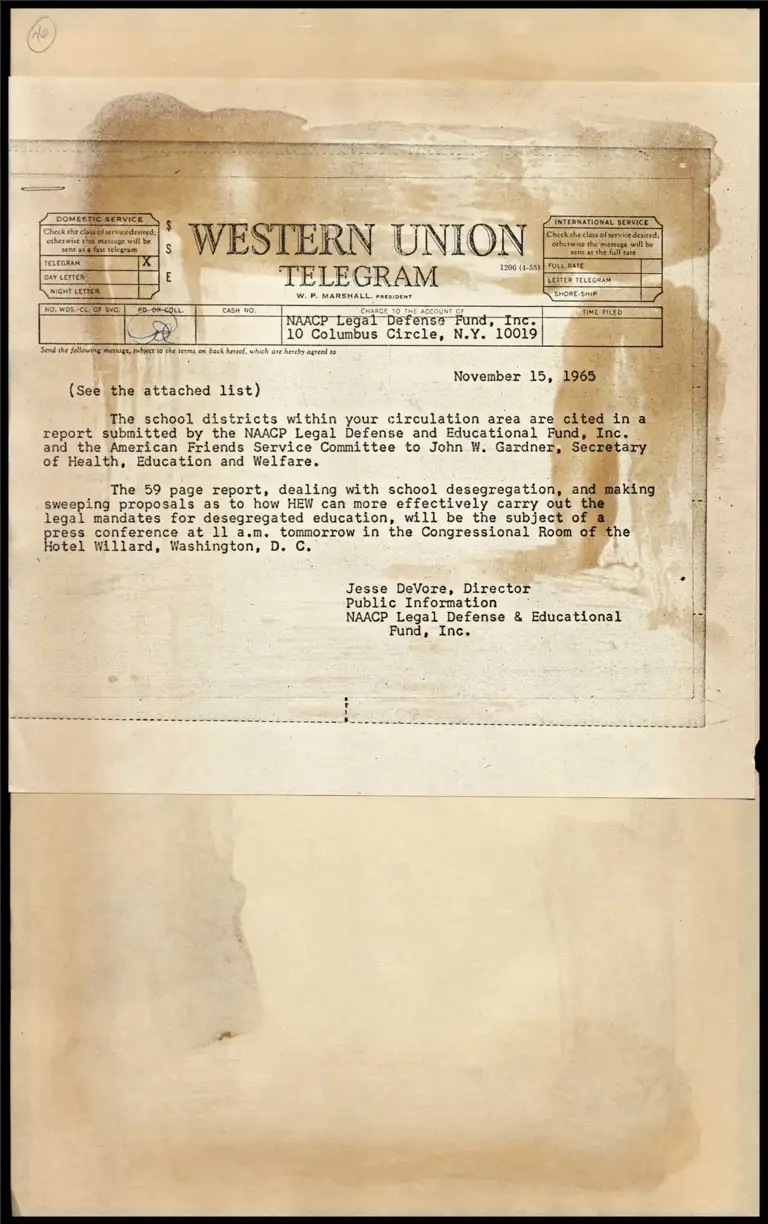 26
DOMESTIC SERVICE
Check the class of service desired;
otherwise this message will be
sent as a fast telegram
TELEGRAM X
DAY LETTER
NIGHT LETTER
$
S
E
WESTERN UNION
TELEGRAM
1206 (4-55)
W. P. MARSHALL, PRESIDENT
INTERNATIONAL SERVICE
Check the class of service desired;
otherwise the message will be
sent at the full rate
FULL RATE
LETTER TELEGRAM
SHORE-SHIP
NO. WDS.-CL. OF SVC. PD. OR COLL. CASH NO. CHARGE TO THE ACCOUNT OF TIME FILED
NAACP Legal Defense Fund, Inc.
10 Columbus Circle, N.Y. 10019
Send the following message, subject to the terms on back hereof, which are hereby agreed to
November 15, 1965
(See the attached list)
The school districts within your circulation area are cited in a
report submitted by the NAACP Legal Defense and Educational Fund, Inc.
and the American Friends Service Committee to John W. Gardner, Secretary
of Health, Education and Welfare.
The 59 page report, dealing with school desegregation, and making
sweeping proposals as to how HEW can more effectively carry out the
legal mandates for desegregated education, will be the subject of a
press conference at 11 a.m. tommorrow in the Congressional Room of the
Hotel Willard, Washington, D. C.
Jesse DeVore, Director
Public Information
NAACP Legal Defense & Educational
Fund, Inc.